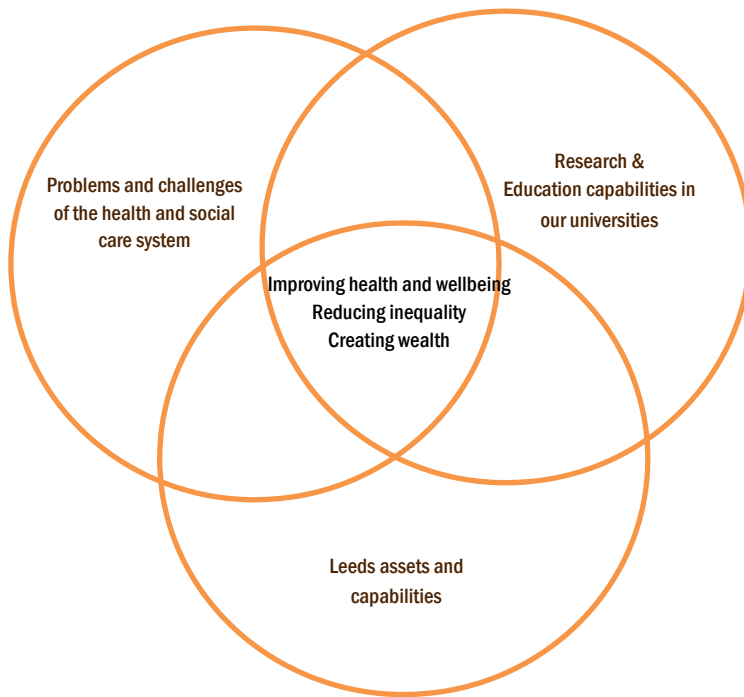 Problems and challenges
of the health and social
care system
Research &
Education capabilities in
our universities
Improving health and wellbeing
Reducing inequality
Creating wealth
Leeds assets and
capabilities